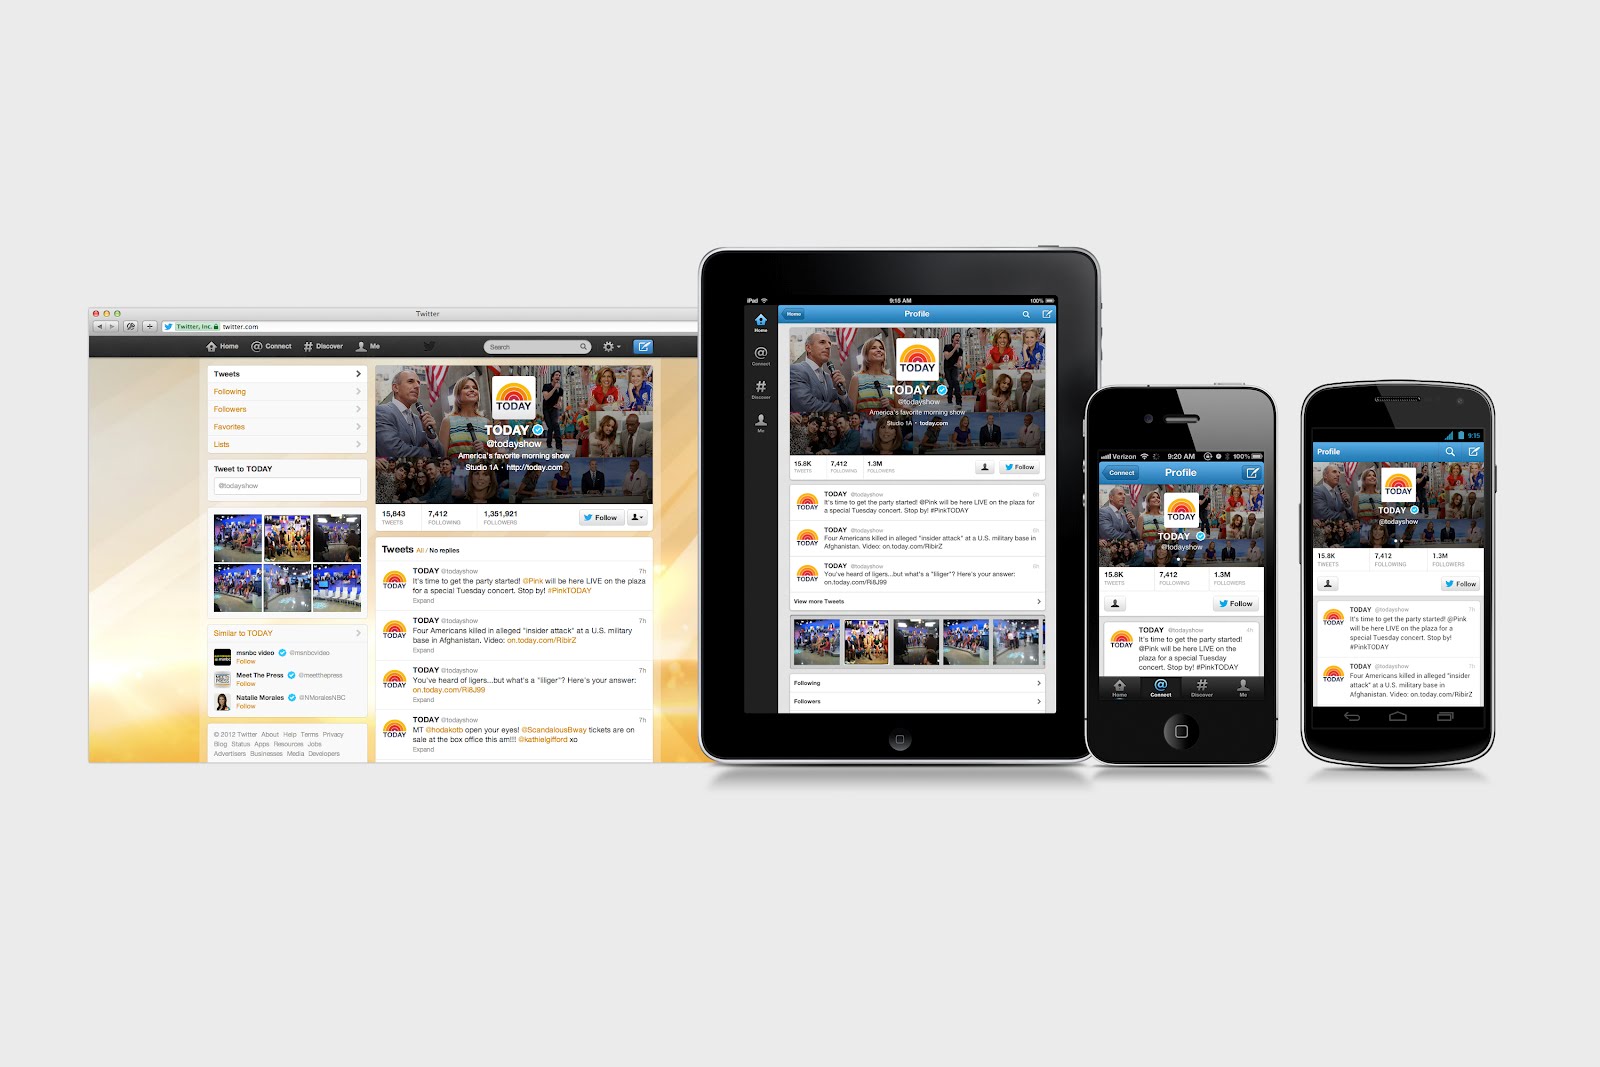 Twitter
Twitter, Inc. twitter.com
Home Connect Discover Me Search
Tweets
Following
Followers
Favorites
Lists
Tweet to TODAY
@todayshow
Similar to TODAY
msnbc video @msnbcvideo
Follow
Meet The Press @meetthepress
Follow
Natalie Morales @NMoralesNBC
Follow
© 2012 Twitter About Help Terms Privacy
Blog Status Apps Resources Jobs
Advertisers Businesses Media Developers
TODAY
TODAY
@todayshow
America's favorite morning show
Studio 1A · http://today.com
15,843 7,412 1,351,921
TWEETS FOLLOWING FOLLOWERS
Follow
Tweets All / No replies
TODAY @todayshow 7h
It's time to get the party started! @Pink will be here LIVE on the plaza
for a special Tuesday concert. Stop by! #PinkTODAY
Expand
TODAY
TODAY @todayshow 7h
Four Americans killed in alleged "insider attack" at a U.S. military
base in Afghanistan. Video: on.today.com/RibirZ
Expand
TODAY
TODAY @todayshow 7h
You've heard of ligers...but what's a "liliger"? Here's your answer:
on.today.com/Ri8J99
Expand
TODAY
TODAY @todayshow 7h
MT @hodakotb open your eyes! @ScandalousBway tickets are on
sale at the box office this am!!! @kathielgifford xo
Expand
TODAY
iPad 9:15 AM 100%
Home Profile
Home
Connect
Discover
Me
TODAY
TODAY
@todayshow
America's favorite morning show
Studio 1A · today.com
15.8K 7,412 1.3M
TWEETS FOLLOWING FOLLOWERS
Follow
TODAY @todayshow
It's time to get the party started! @Pink will be here LIVE on the plaza for
a special Tuesday concert. Stop by! #PinkTODAY
TODAY
TODAY @todayshow
Four Americans killed in alleged "insider attack" at a U.S. military base in
Afghanistan. Video: on.today.com/RibirZ
TODAY
TODAY @todayshow
You've heard of ligers...but what's a "liliger"? Here's your answer:
on.today.com/Ri8J99
TODAY
View more Tweets
Following
Followers
Verizon 9:20 AM 100%
Connect Profile
TODAY
TODAY
@todayshow
15.8K 7,412 1.3M
TWEETS FOLLOWING FOLLOWERS
Follow
TODAY @todayshow
It's time to get the party started!
@Pink will be here LIVE on the
plaza for a special Tuesday
concert. Stop by! #PinkTODAY
TODAY
Home Connect Discover Me
9:15
Profile
TODAY
TODAY
@todayshow
15.8K 7,412 1.3M
TWEETS FOLLOWING FOLLOWERS
Follow
TODAY @todayshow 7h
It's time to get the party started! @Pink
will be here LIVE on the plaza for a
special Tuesday concert. Stop by!
#PinkTODAY
TODAY
TODAY @todayshow 7h
Four Americans killed in alleged "insider
attack" at a U.S. military base in
Afghanistan. Video: on.today.com/RibirZ
TODAY